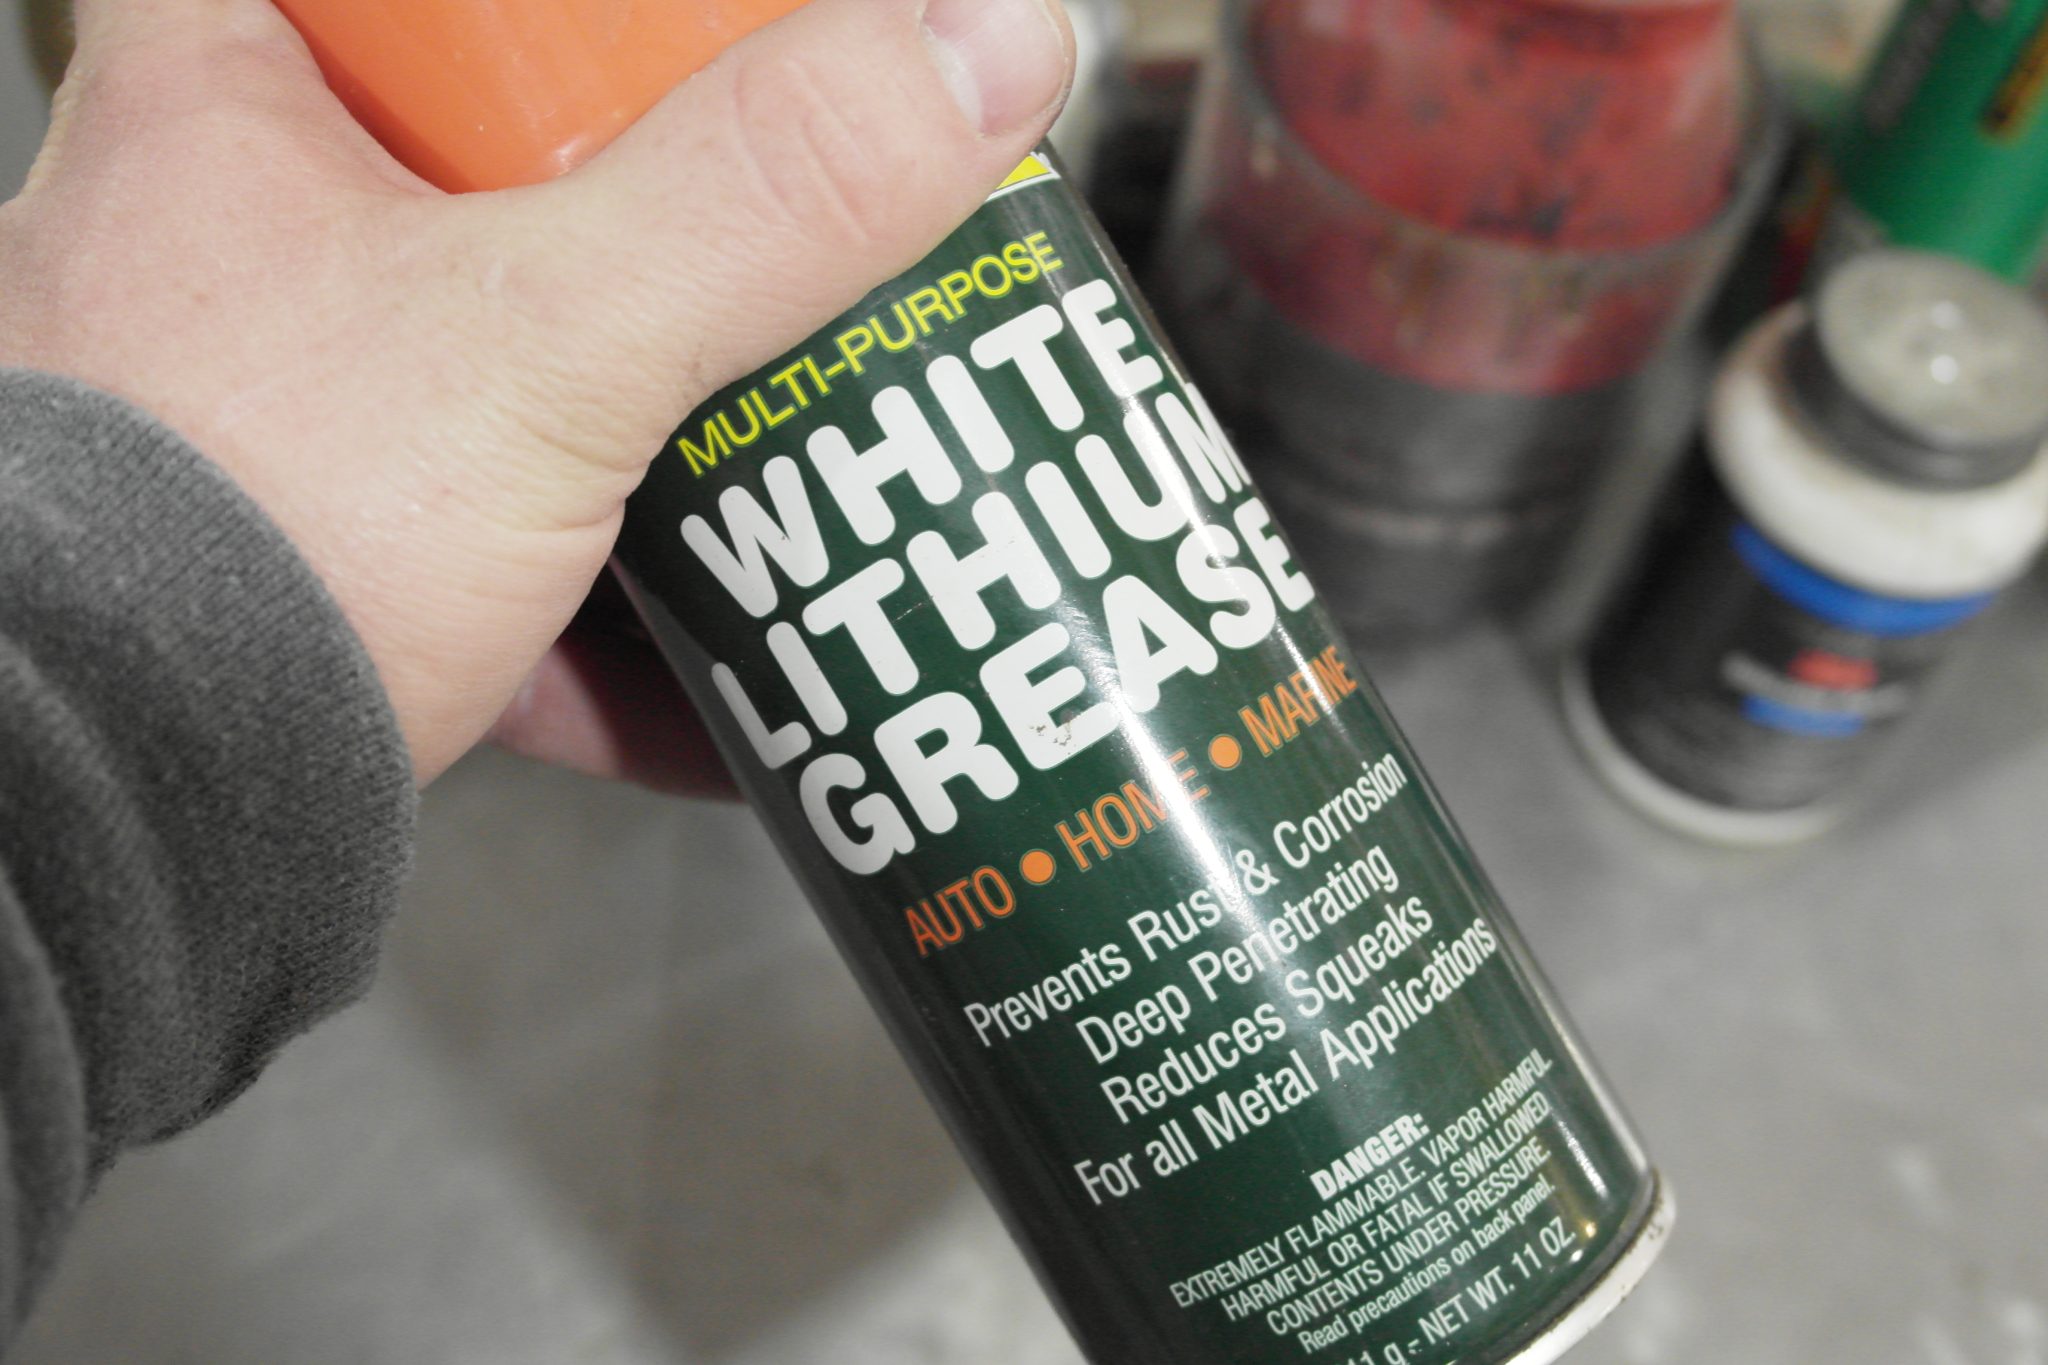 MULTI-PURPOSE
WHITE
LITHIUM
GREASE
AUTO • HOME • MARINE
Prevents Rust & Corrosion
Deep Penetrating
Reduces Squeaks
For all Metal Applications
DANGER:
EXTREMELY FLAMMABLE. VAPOR HARMFUL.
HARMFUL OR FATAL IF SWALLOWED.
CONTENTS UNDER PRESSURE.
Read precautions on back panel.
11 g - NET WT. 11 OZ.